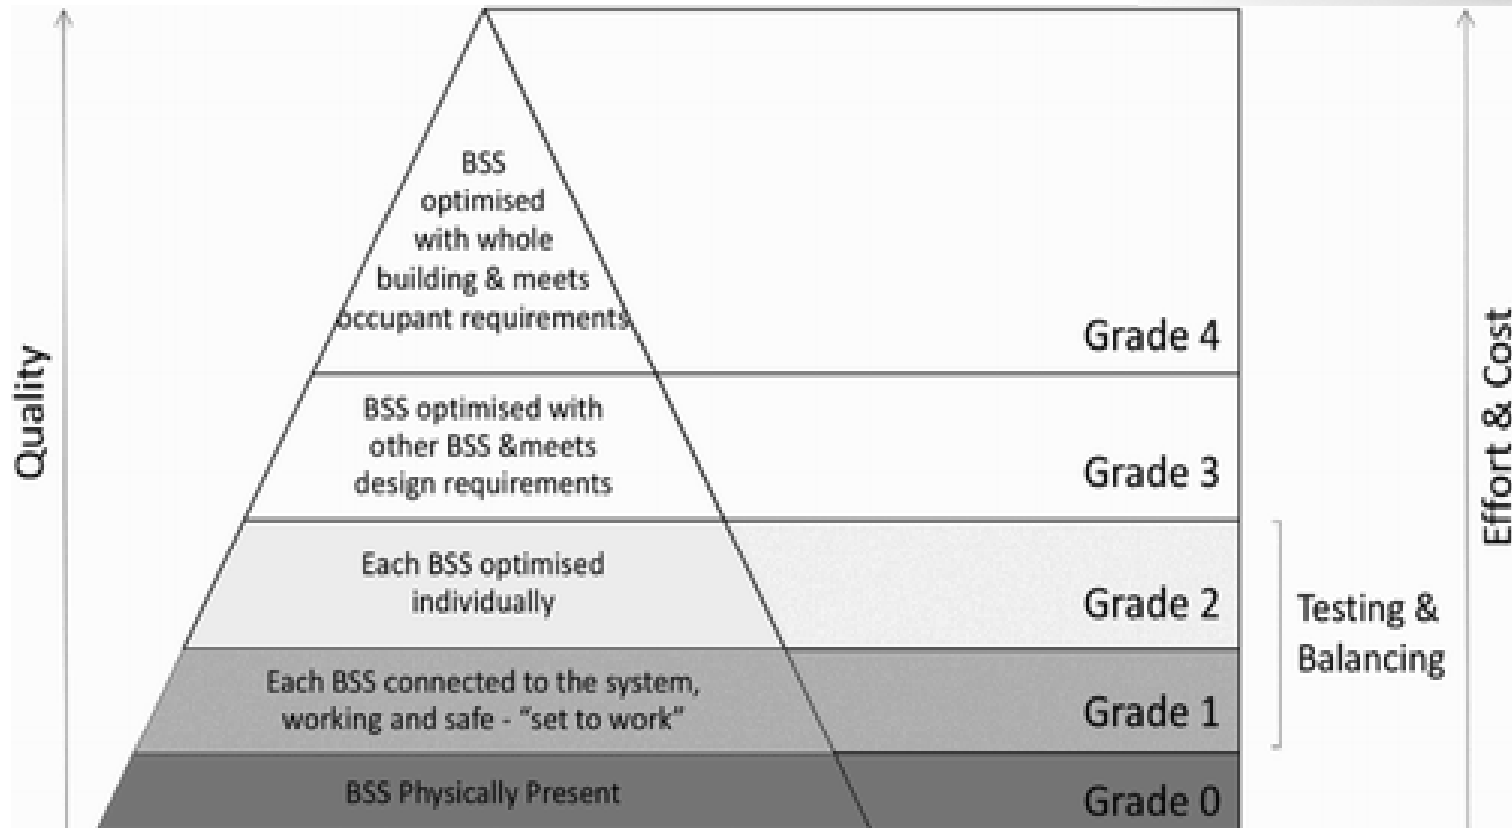 Quality
BSS
optimised
with whole
building & meets
occupant requirements
Grade 4
BSS optimised with
other BSS &meets
design requirements
Grade 3
Each BSS optimised
individually
Grade 2
Each BSS connected to the system,
working and safe - “set to work”
Grade 1
BSS Physically Present
Grade 0
Testing &
Balancing
Effort & Cost